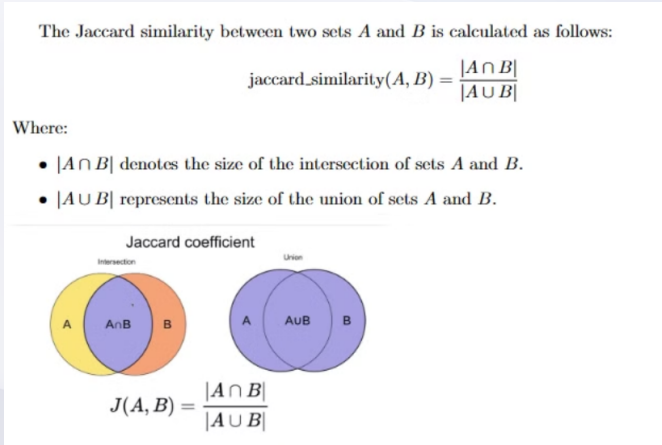 The Jaccard similarity between two sets A and B is calculated as follows:
jaccard_similarity(A, B) = |A ∩ B| / |A ∪ B|
Where:
• |A ∩ B| denotes the size of the intersection of sets A and B.
• |A ∪ B| represents the size of the union of sets A and B.
Jaccard coefficient
Intersection
Union
A A∩B B
A A∪B B
J(A, B) = |A ∩ B| / |A ∪ B|